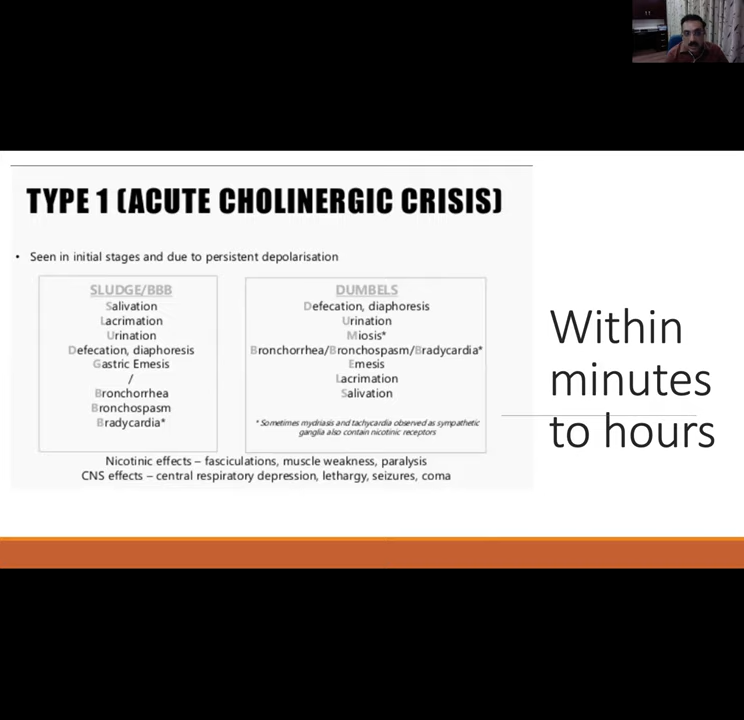 TYPE 1 (ACUTE CHOLINERGIC CRISIS)
• Seen in initial stages and due to persistent depolarisation
SLUDGE/BBB
Salivation
Lacrimation
Urination
Defecation, diaphoresis
Gastric Emesis
/
Bronchorrhea
Bronchospasm
Bradycardia*
DUMBELS
Defecation, diaphoresis
Urination
Miosis*
Bronchorrhea/Bronchospasm/Bradycardia*
Emesis
Lacrimation
Salivation
* Sometimes mydriasis and tachycardia observed as sympathetic
ganglia also contain nicotinic receptors
Nicotinic effects – fasciculations, muscle weakness, paralysis
CNS effects – central respiratory depression, lethargy, seizures, coma
Within
minutes
to hours